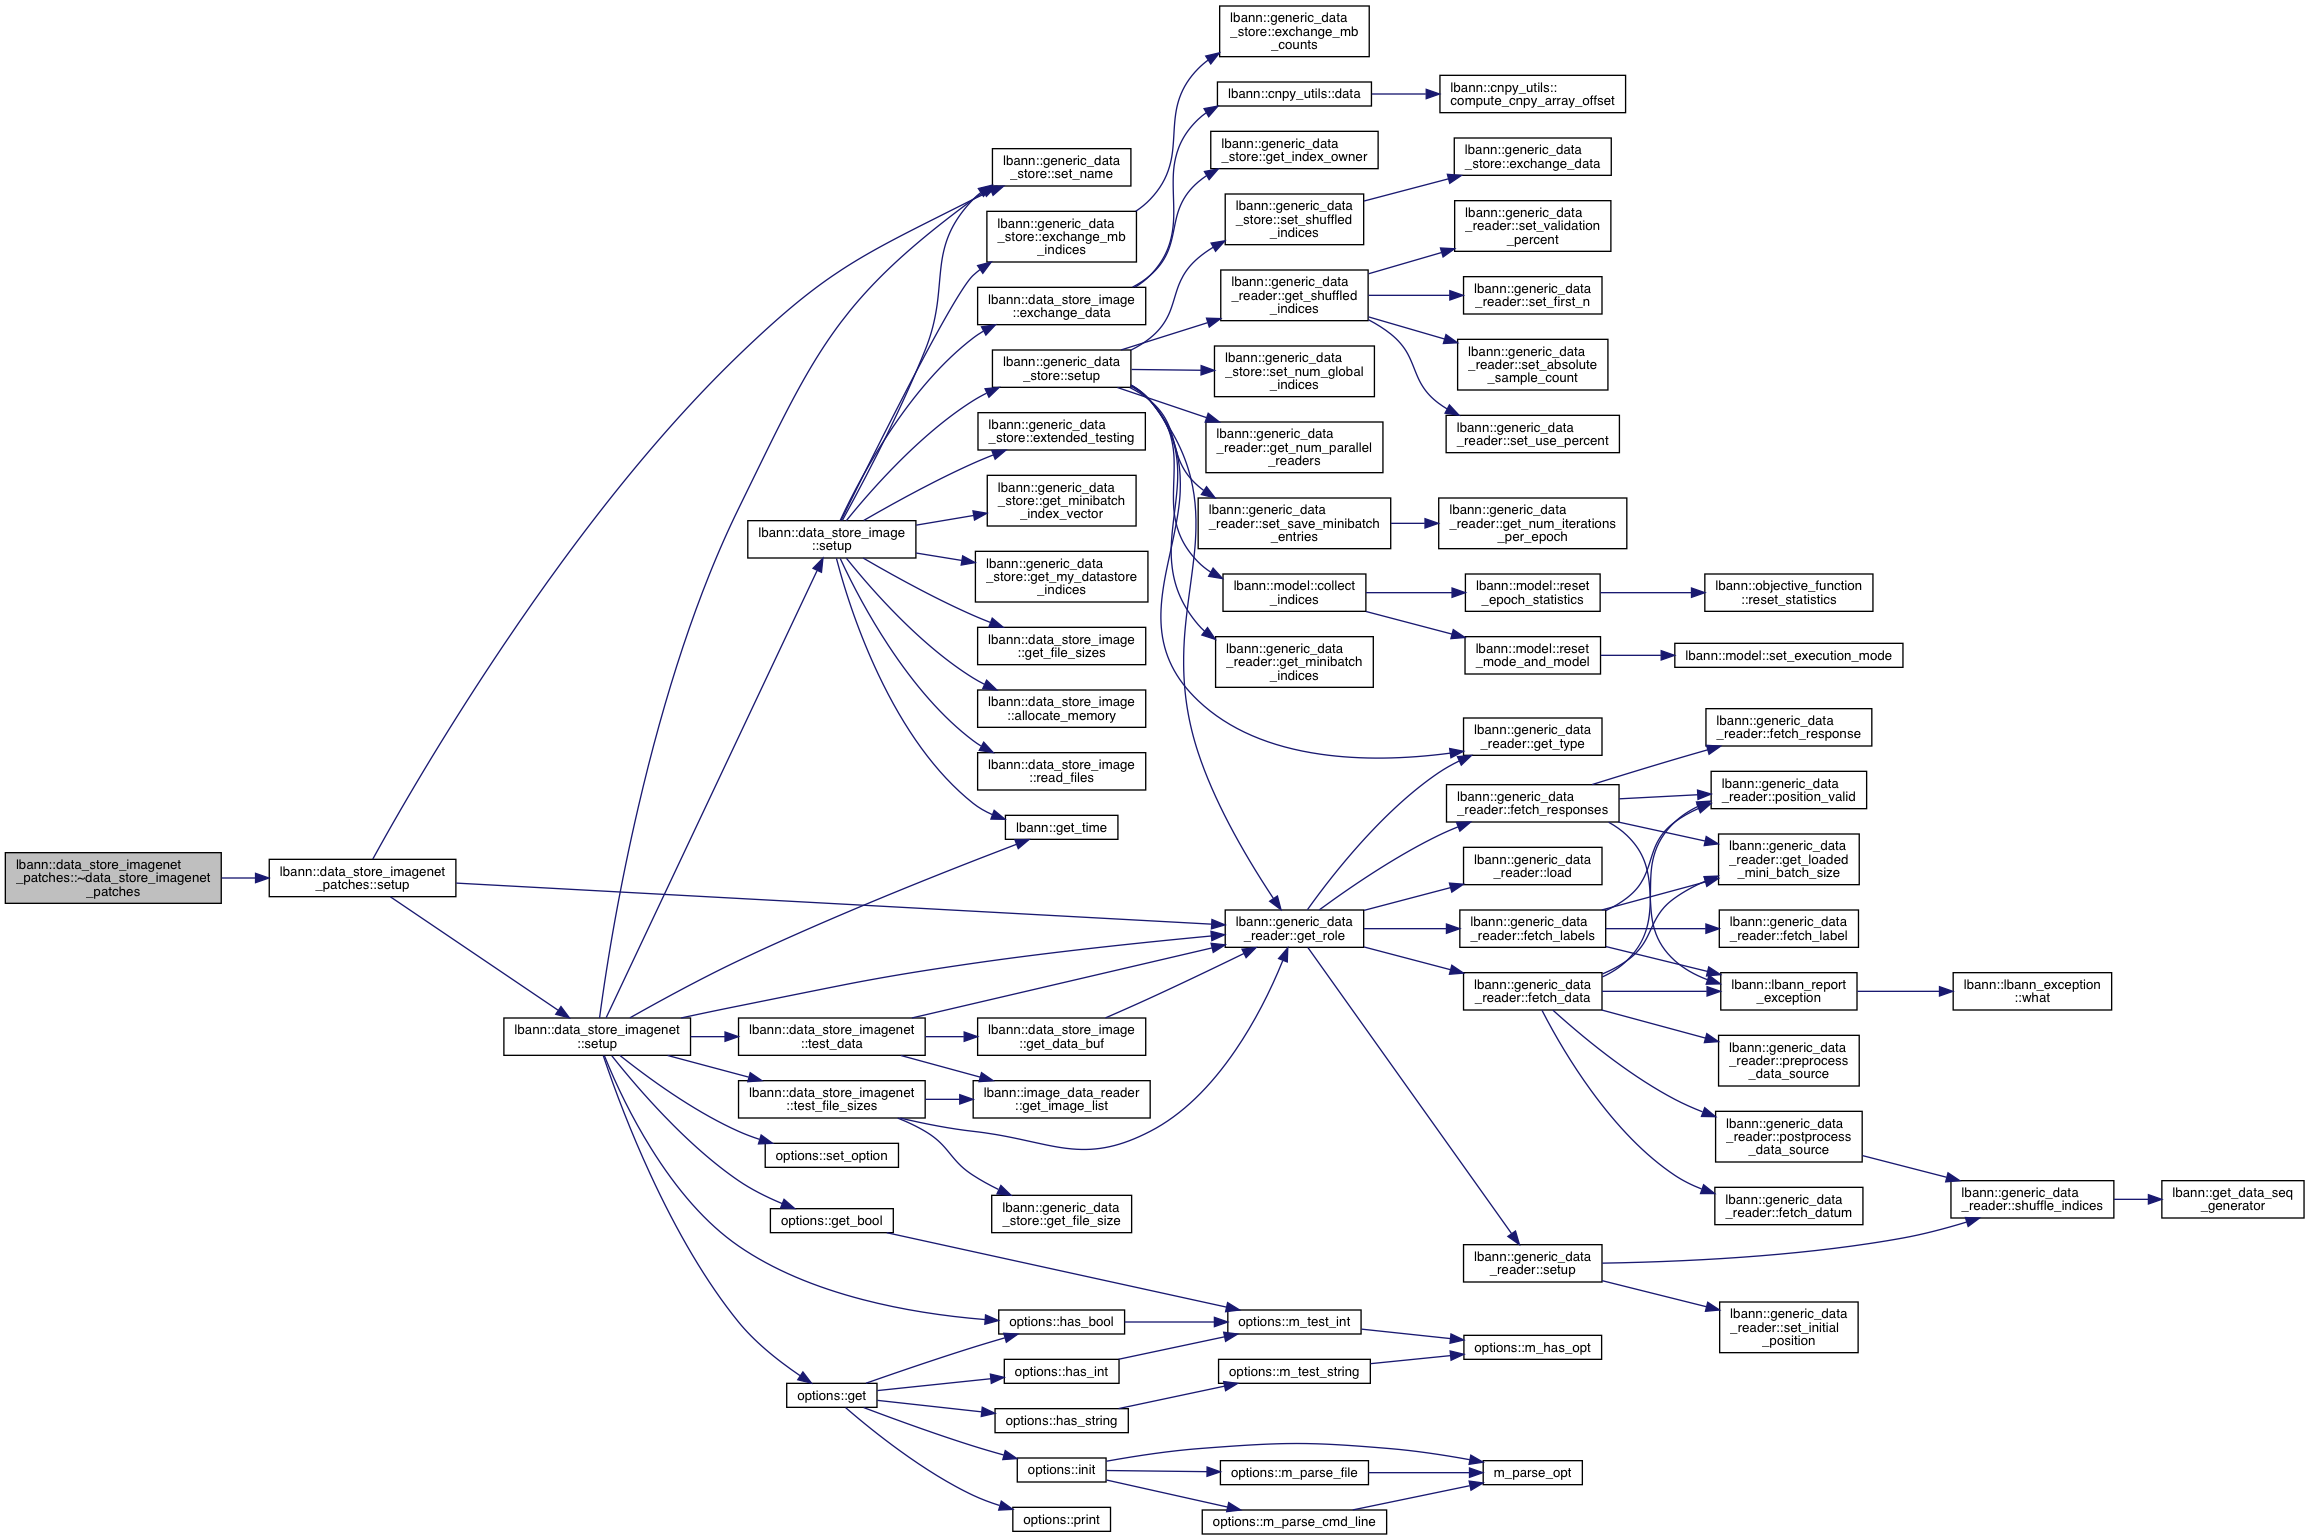 lbann::data_store_imagenet
_patches::~data_store_imagenet
_patches
lbann::data_store_imagenet
_patches::setup
lbann::data_store_imagenet
::setup
lbann::data_store_image
::setup
lbann::data_store_imagenet
::test_data
lbann::data_store_imagenet
::test_file_sizes
options::set_option
options::get_bool
options::get
lbann::generic_data
_store::set_name
lbann::generic_data
_store::exchange_mb
_indices
lbann::data_store_image
::exchange_data
lbann::generic_data
_store::setup
lbann::generic_data
_store::extended_testing
lbann::generic_data
_store::get_minibatch
_index_vector
lbann::generic_data
_store::get_my_datastore
_indices
lbann::data_store_image
::get_file_sizes
lbann::data_store_image
::allocate_memory
lbann::data_store_image
::read_files
lbann::get_time
lbann::data_store_image
::get_data_buf
lbann::image_data_reader
::get_image_list
lbann::generic_data
_store::get_file_size
options::has_bool
options::has_int
options::has_string
options::init
options::print
lbann::generic_data
_store::exchange_mb
_counts
lbann::cnpy_utils::data
lbann::generic_data
_store::get_index_owner
lbann::generic_data
_store::set_shuffled
_indices
lbann::generic_data
_reader::get_shuffled
_indices
lbann::generic_data
_store::set_num_global
_indices
lbann::generic_data
_reader::get_num_parallel
_readers
lbann::generic_data
_reader::set_save_minibatch
_entries
lbann::model::collect
_indices
lbann::generic_data
_reader::get_minibatch
_indices
lbann::generic_data
_reader::get_role
options::m_test_int
options::m_test_string
options::m_parse_file
options::m_parse_cmd_line
lbann::cnpy_utils::
compute_cnpy_array_offset
lbann::generic_data
_store::exchange_data
lbann::generic_data
_reader::set_validation
_percent
lbann::generic_data
_reader::set_first_n
lbann::generic_data
_reader::set_absolute
_sample_count
lbann::generic_data
_reader::set_use_percent
lbann::generic_data
_reader::get_num_iterations
_per_epoch
lbann::model::reset
_epoch_statistics
lbann::model::reset
_mode_and_model
lbann::generic_data
_reader::get_type
lbann::generic_data
_reader::fetch_responses
lbann::generic_data
_reader::load
lbann::generic_data
_reader::fetch_labels
lbann::generic_data
_reader::fetch_data
lbann::generic_data
_reader::setup
options::m_has_opt
m_parse_opt
lbann::objective_function
::reset_statistics
lbann::model::set_execution_mode
lbann::generic_data
_reader::fetch_response
lbann::generic_data
_reader::position_valid
lbann::generic_data
_reader::get_loaded
_mini_batch_size
lbann::generic_data
_reader::fetch_label
lbann::lbann_report
_exception
lbann::generic_data
_reader::preprocess
_data_source
lbann::generic_data
_reader::postprocess
_data_source
lbann::generic_data
_reader::fetch_datum
lbann::generic_data
_reader::set_initial
_position
lbann::lbann_exception
::what
lbann::generic_data
_reader::shuffle_indices
lbann::get_data_seq
_generator